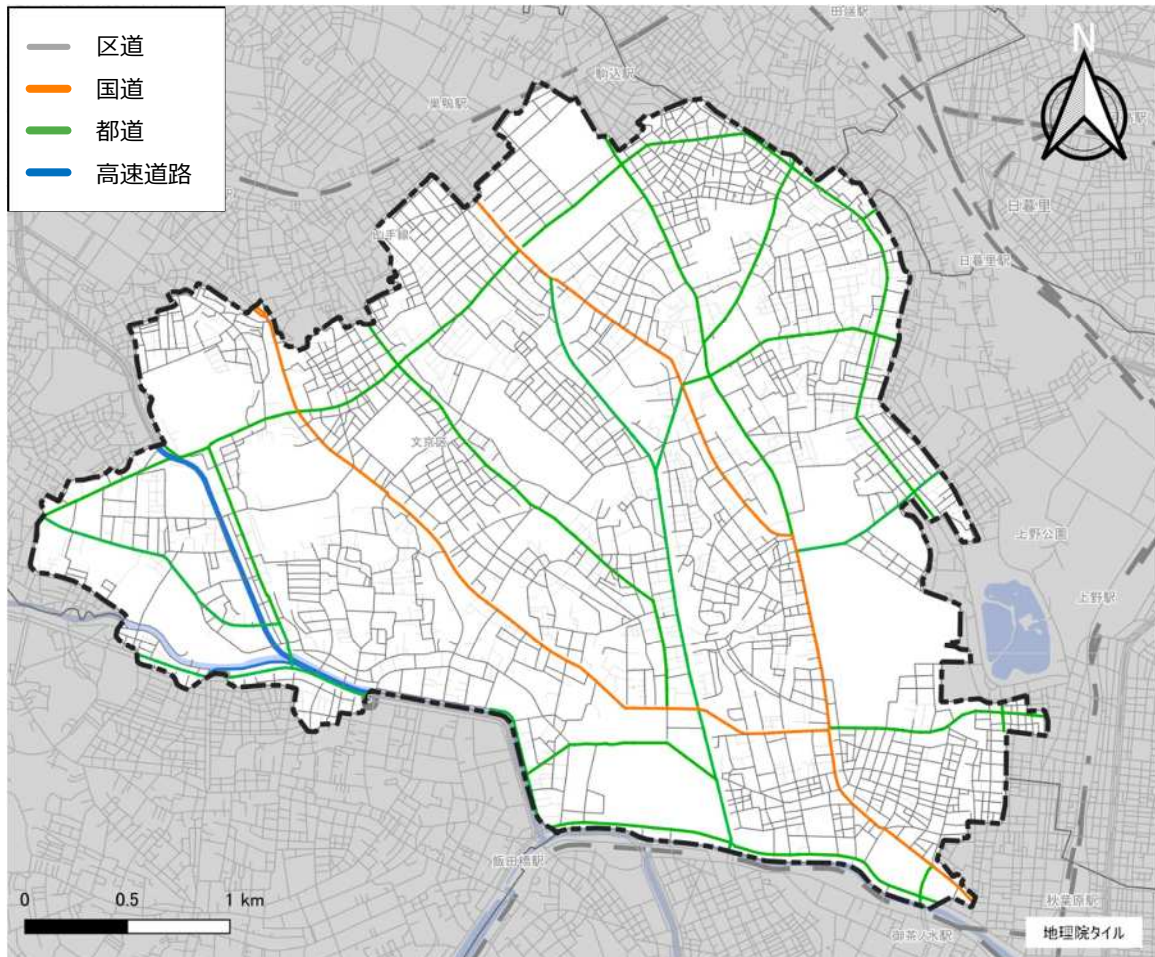 区道
国道
都道
高速道路
N
田端駅
駒込駅
巣鴨駅
日暮里
山手線
日暮里駅
文京区
上野公園
上野駅
飯田橋駅
秋葉原駅
御茶ノ水駅
0 0.5 1 km
地理院タイル